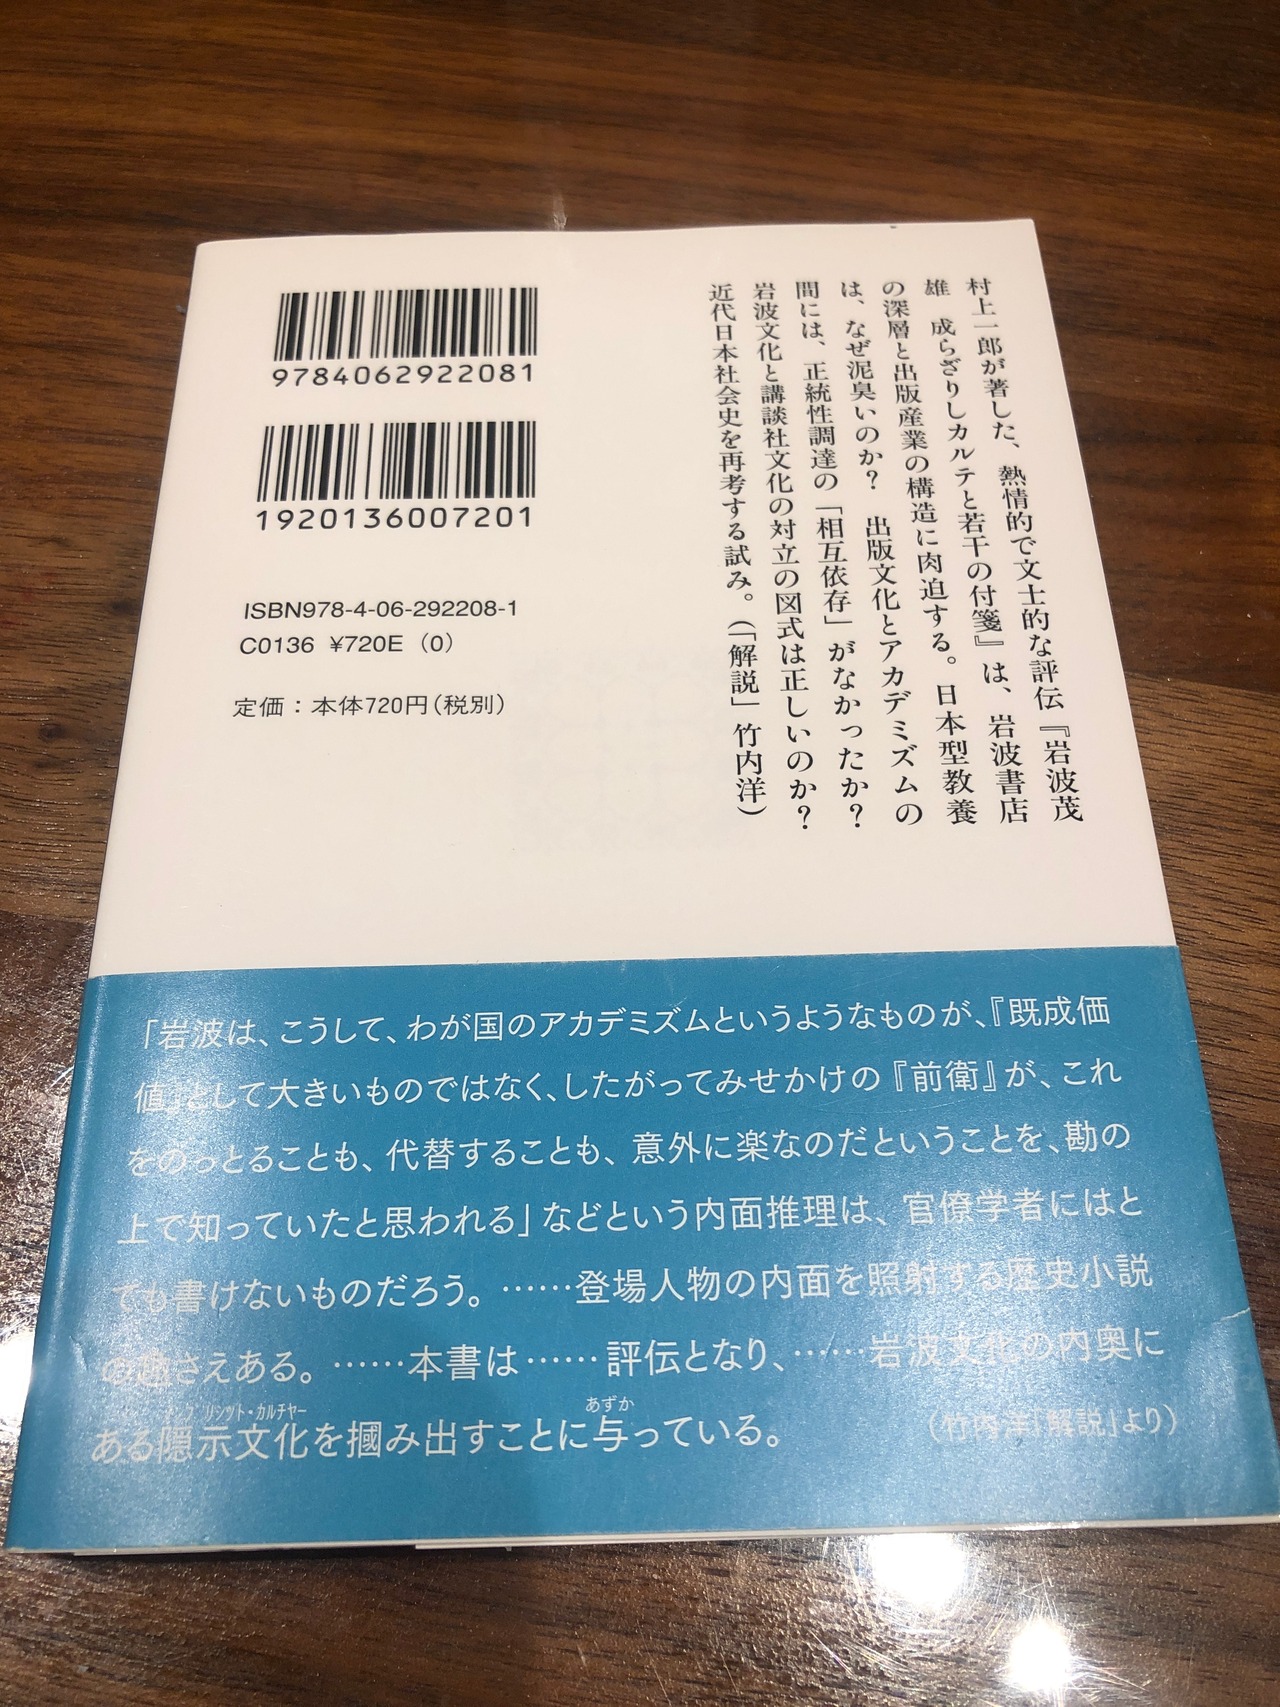 村上一郎が著した、熱情的で文士的な評伝『岩波茂
雄　成らざりしカルテと若干の付箋』は、岩波書店
の深層と出版産業の構造に肉迫する。日本型教養
は、なぜ泥臭いのか？　出版文化とアカデミズムの
間には、正統性調達の「相互依存」がなかったか？
岩波文化と講談社文化の対立の図式は正しいのか？
近代日本社会史を再考する試み。（「解説」竹内洋）
9784062922081
1920136007201
ISBN978-4-06-292208-1
C0136 ¥720E (0)
定価：本体720円(税別)
「岩波は、こうして、わが国のアカデミズムというようなものが、『既成価
値』として大きいものではなく、したがってみせかけの『前衛』が、これ
をのっとることも、代替することも、意外に楽なのだということを、勘の
上で知っていたと思われる」などという内面推理は、官僚学者にはと
ても書けないものだろう。……登場人物の内面を照射する歴史小説
の趣さえある。……本書は……評伝となり、……岩波文化の内奥に
インプリシット・カルチャー　あずか
ある隠示文化を摑み出すことに与っている。
（竹内洋「解説」より）